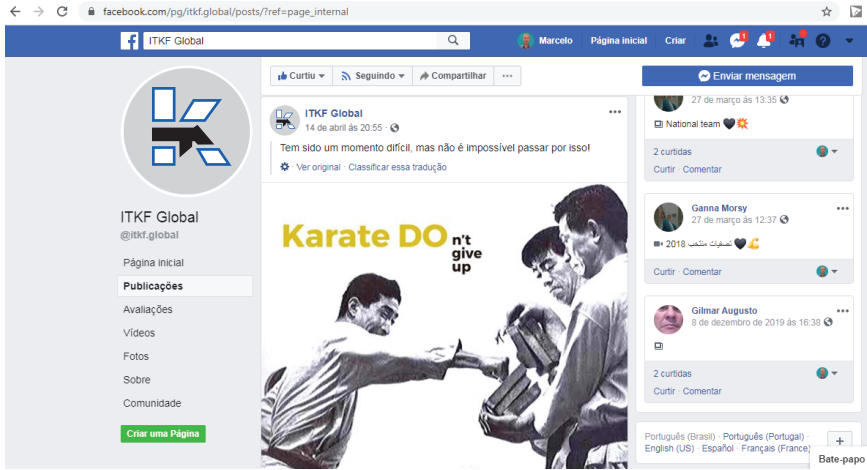 facebook.com/pg/itkf.global/posts/?ref=page_internal
ITKF Global
Marcelo
Página inicial
Criar
Curtiu
Seguindo
Compartilhar
Enviar mensagem
ITKF Global
@itkf.global
Página inicial
Publicações
Avaliações
Vídeos
Fotos
Sobre
Comunidade
Criar uma Página
ITKF Global
14 de abril às 20:55 ·
Tem sido um momento difícil, mas não é impossível passar por isso!
· Ver original · Classificar essa tradução
Karate DO n't
give
up
27 de março às 13:35
National team 🖤💥
2 curtidas
Curtir · Comentar
Ganna Morsy
27 de março às 12:37
تصفيات منتخب 2018 🖤💪
Curtir · Comentar
Gilmar Augusto
8 de dezembro de 2019 às 16:38
2 curtidas
Curtir · Comentar
Português (Brasil) · Português (Portugal) ·
English (US) · Español · Français (France)
Bate-papo